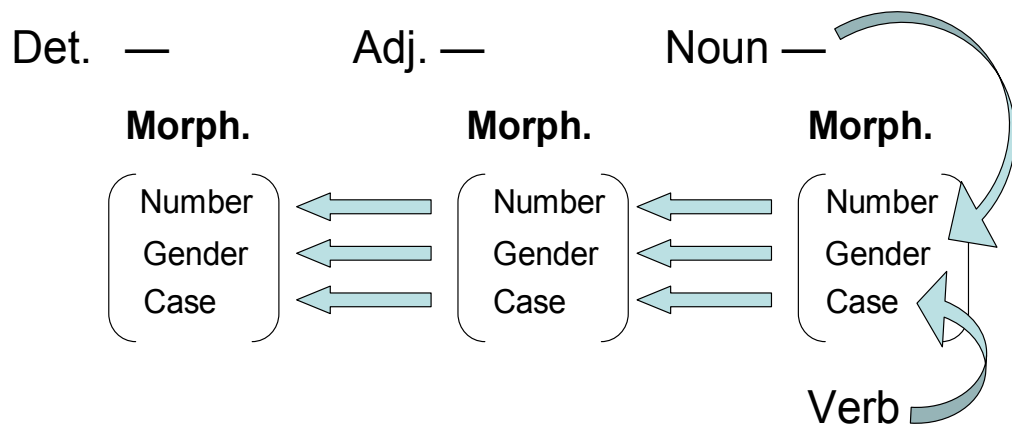 Det. — Adj. — Noun —
Morph. Morph. Morph.
Number Number Number
Gender Gender Gender
Case Case Case
Verb